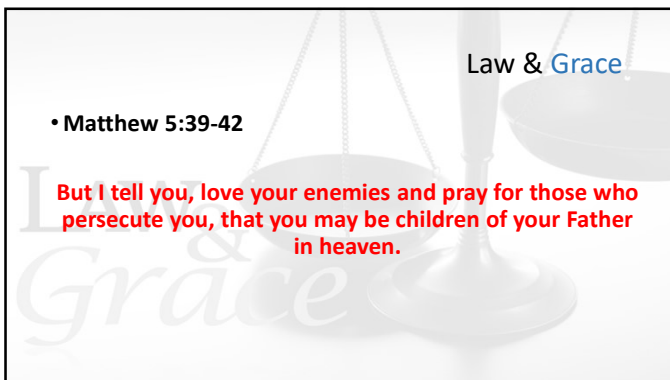 Law & Grace
• Matthew 5:39-42
But I tell you, love your enemies and pray for those who
persecute you, that you may be children of your Father
in heaven.
LAW
&
Grace